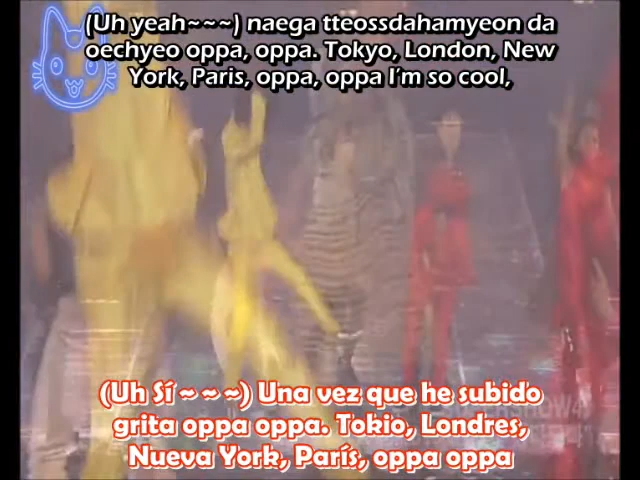 (Uh yeah~~~) naega tteossdahamyeon da
oechyeo oppa, oppa. Tokyo, London, New
York, Paris, oppa, oppa I'm so cool,
(Uh Sí ~ ~ ~) Una vez que he subido
grita oppa oppa. Tokio, Londres,
Nueva York, París, oppa oppa